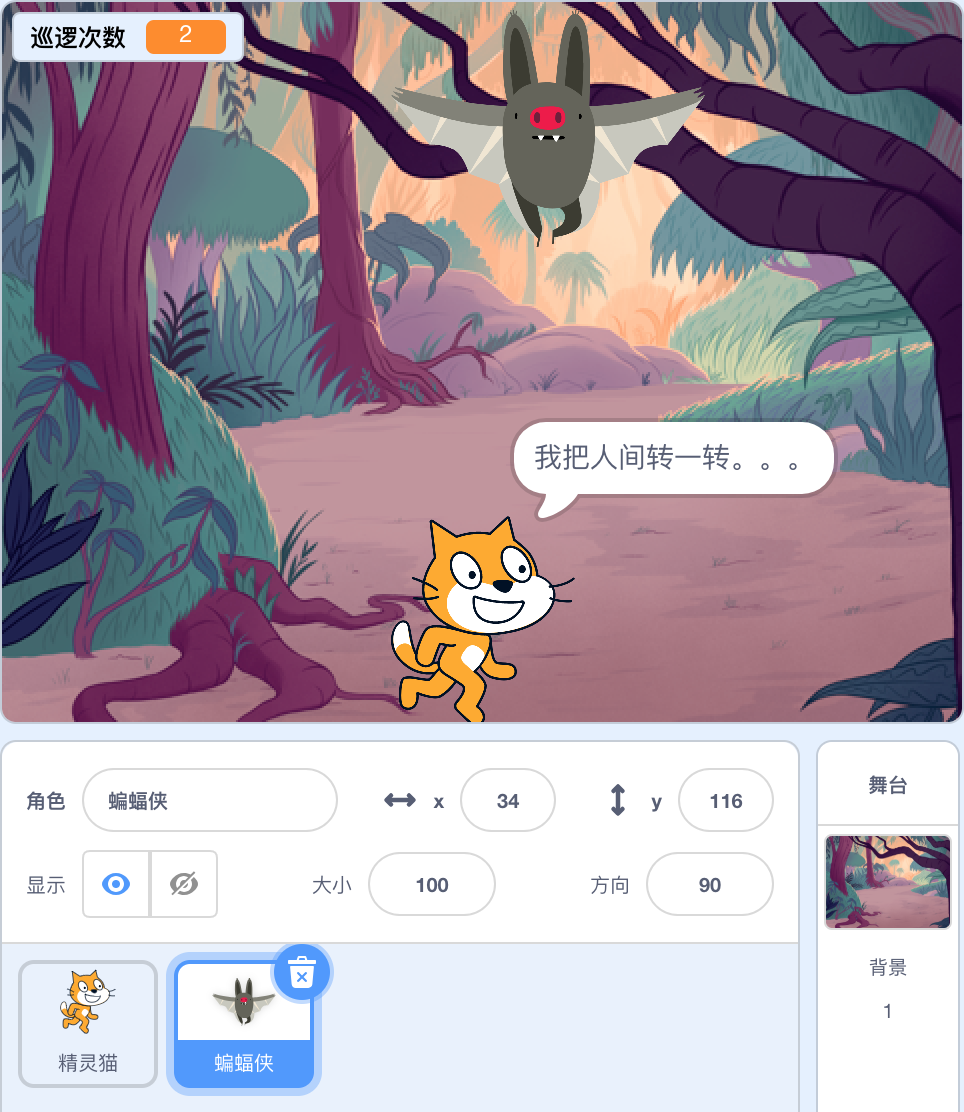 巡逻次数 2
我把人间转一转。。。
角色 蝙蝠侠 x 34 y 116
显示 大小 100 方向 90
舞台
精灵猫
蝙蝠侠
背景
1